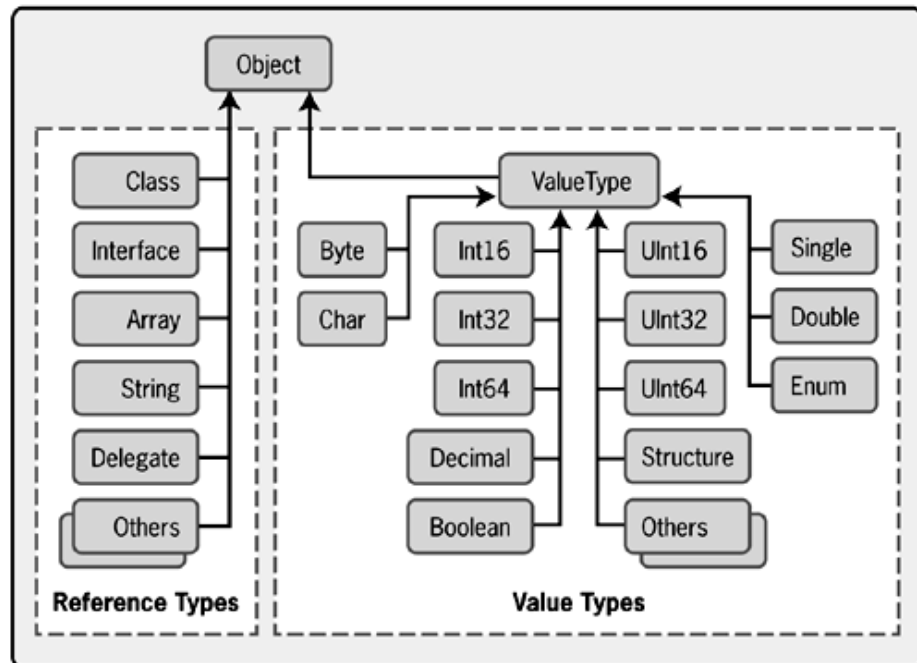 Object
Class
Interface
Array
String
Delegate
Others
Reference Types
ValueType
Byte
Char
Int16
Int32
Int64
Decimal
Boolean
UInt16
UInt32
UInt64
Structure
Others
Single
Double
Enum
Value Types